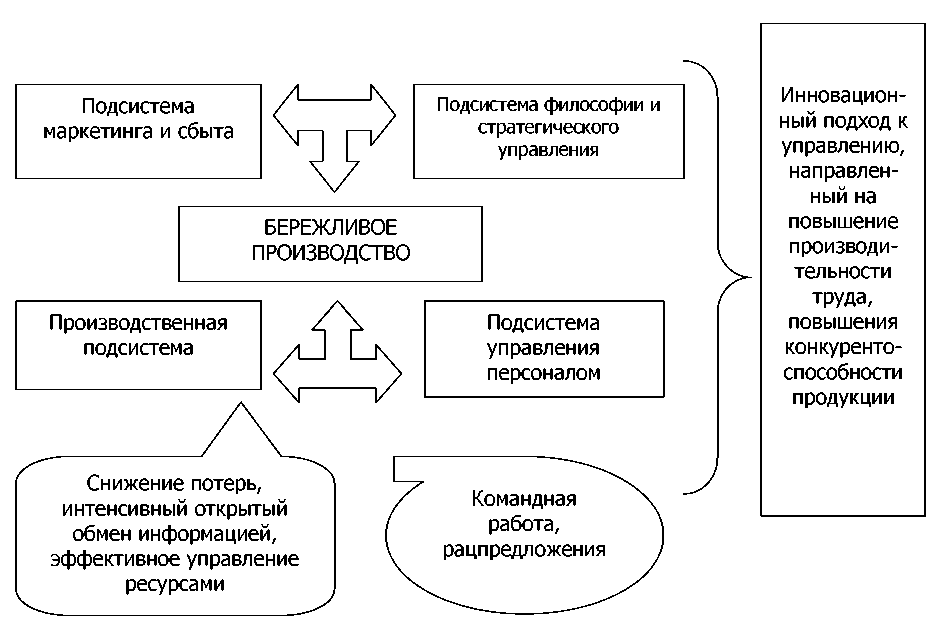 Подсистема
маркетинга и сбыта
Подсистема философии и
стратегического
управления
БЕРЕЖЛИВОЕ
ПРОИЗВОДСТВО
Производственная
подсистема
Подсистема
управления
персоналом
Снижение потерь,
интенсивный открытый
обмен информацией,
эффективное управление
ресурсами
Командная
работа,
рацпредложения
Инновацион-
ный подход к
управлению,
направлен-
ный на
повышение
производи-
тельности
труда,
повышения
конкуренто-
способности
продукции